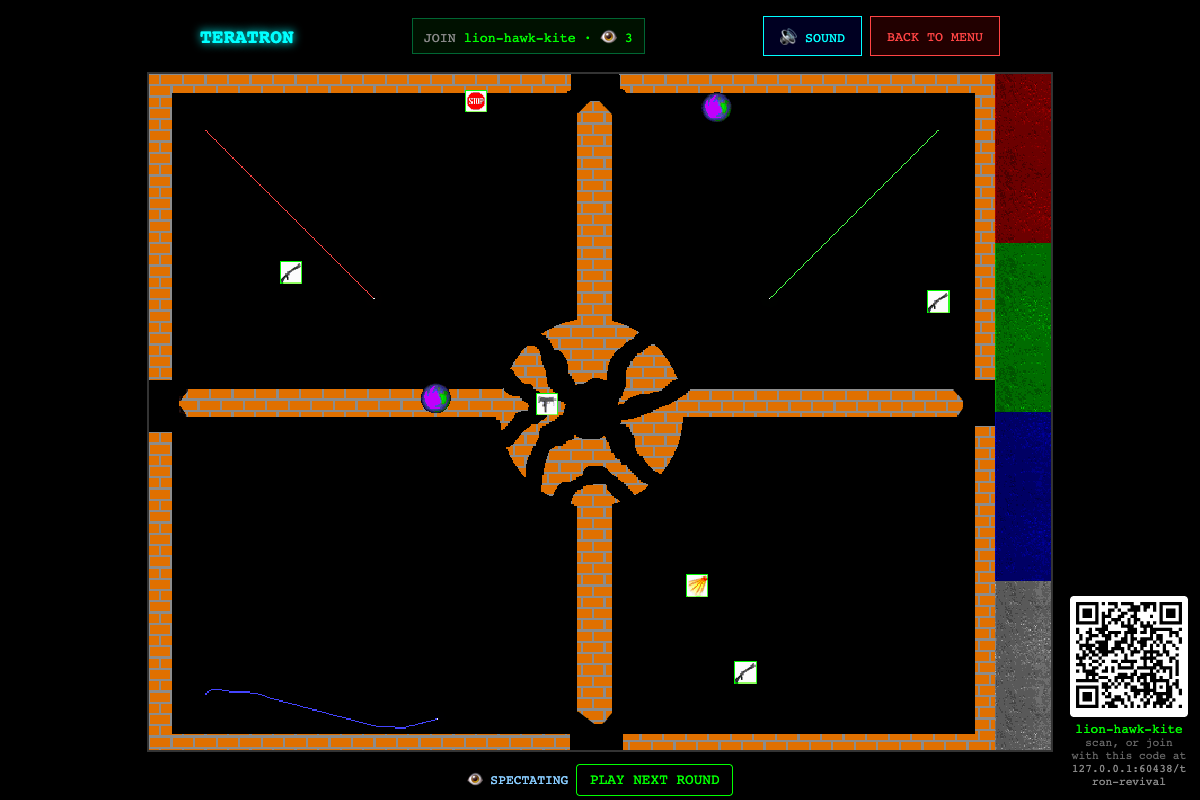 TERATRON
JOIN lion-hawk-kite · 3
SOUND
BACK TO MENU
STOP
lion-hawk-kite
scan, or join
with this code at
127.0.0.1:60438/t
ron-revival
SPECTATING
PLAY NEXT ROUND